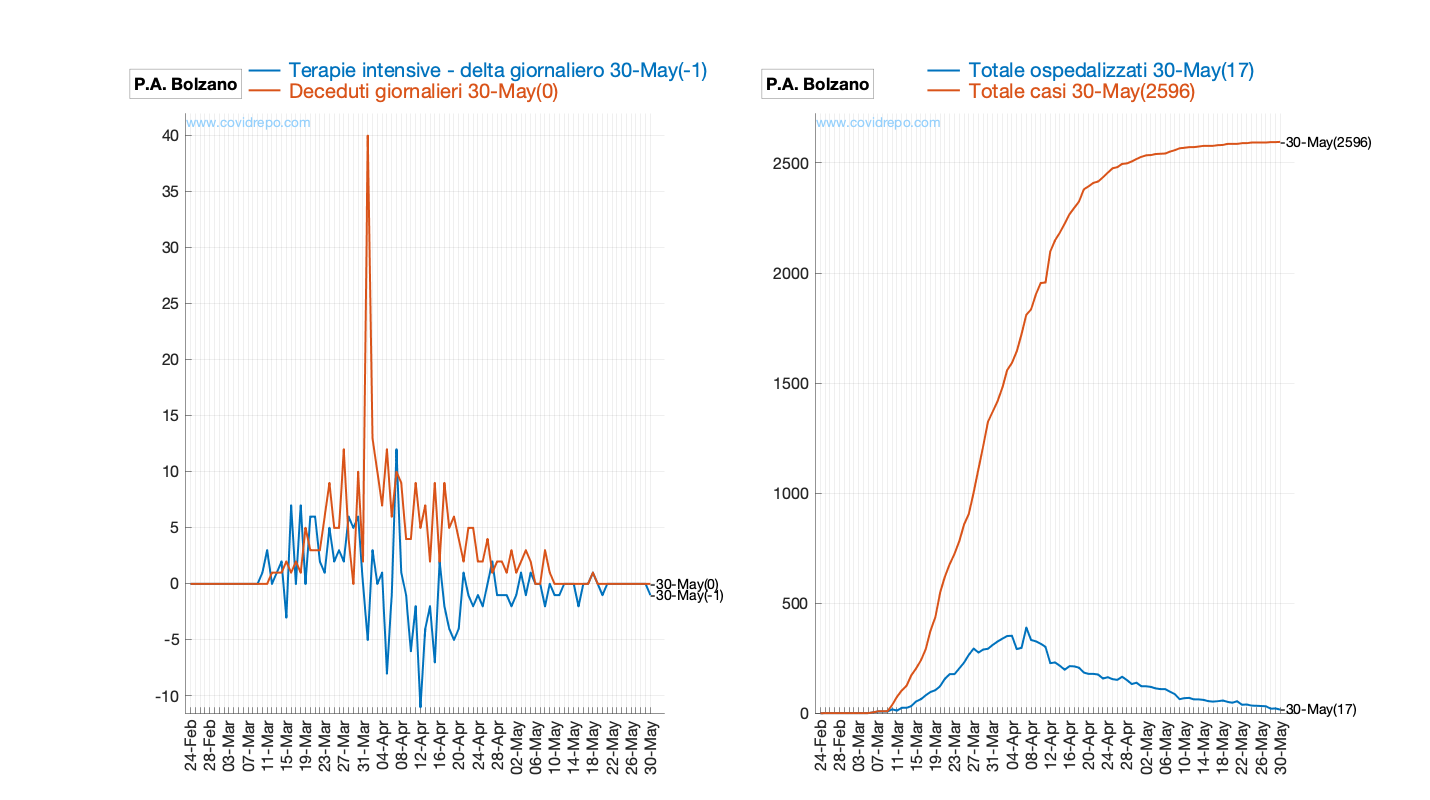 P.A. Bolzano
Terapie intensive - delta giornaliero 30-May(-1)
Deceduti giornalieri 30-May(0)
www.covidrepo.com
40
35
30
25
20
15
10
5
0
-5
-10
30-May(0)
30-May(-1)
24-Feb
28-Feb
03-Mar
07-Mar
11-Mar
15-Mar
19-Mar
23-Mar
27-Mar
31-Mar
04-Apr
08-Apr
12-Apr
16-Apr
20-Apr
24-Apr
28-Apr
02-May
06-May
10-May
14-May
18-May
22-May
26-May
30-May
P.A. Bolzano
Totale ospedalizzati 30-May(17)
Totale casi 30-May(2596)
www.covidrepo.com
2500
2000
1500
1000
500
0
30-May(2596)
30-May(17)
24-Feb
28-Feb
03-Mar
07-Mar
11-Mar
15-Mar
19-Mar
23-Mar
27-Mar
31-Mar
04-Apr
08-Apr
12-Apr
16-Apr
20-Apr
24-Apr
28-Apr
02-May
06-May
10-May
14-May
18-May
22-May
26-May
30-May